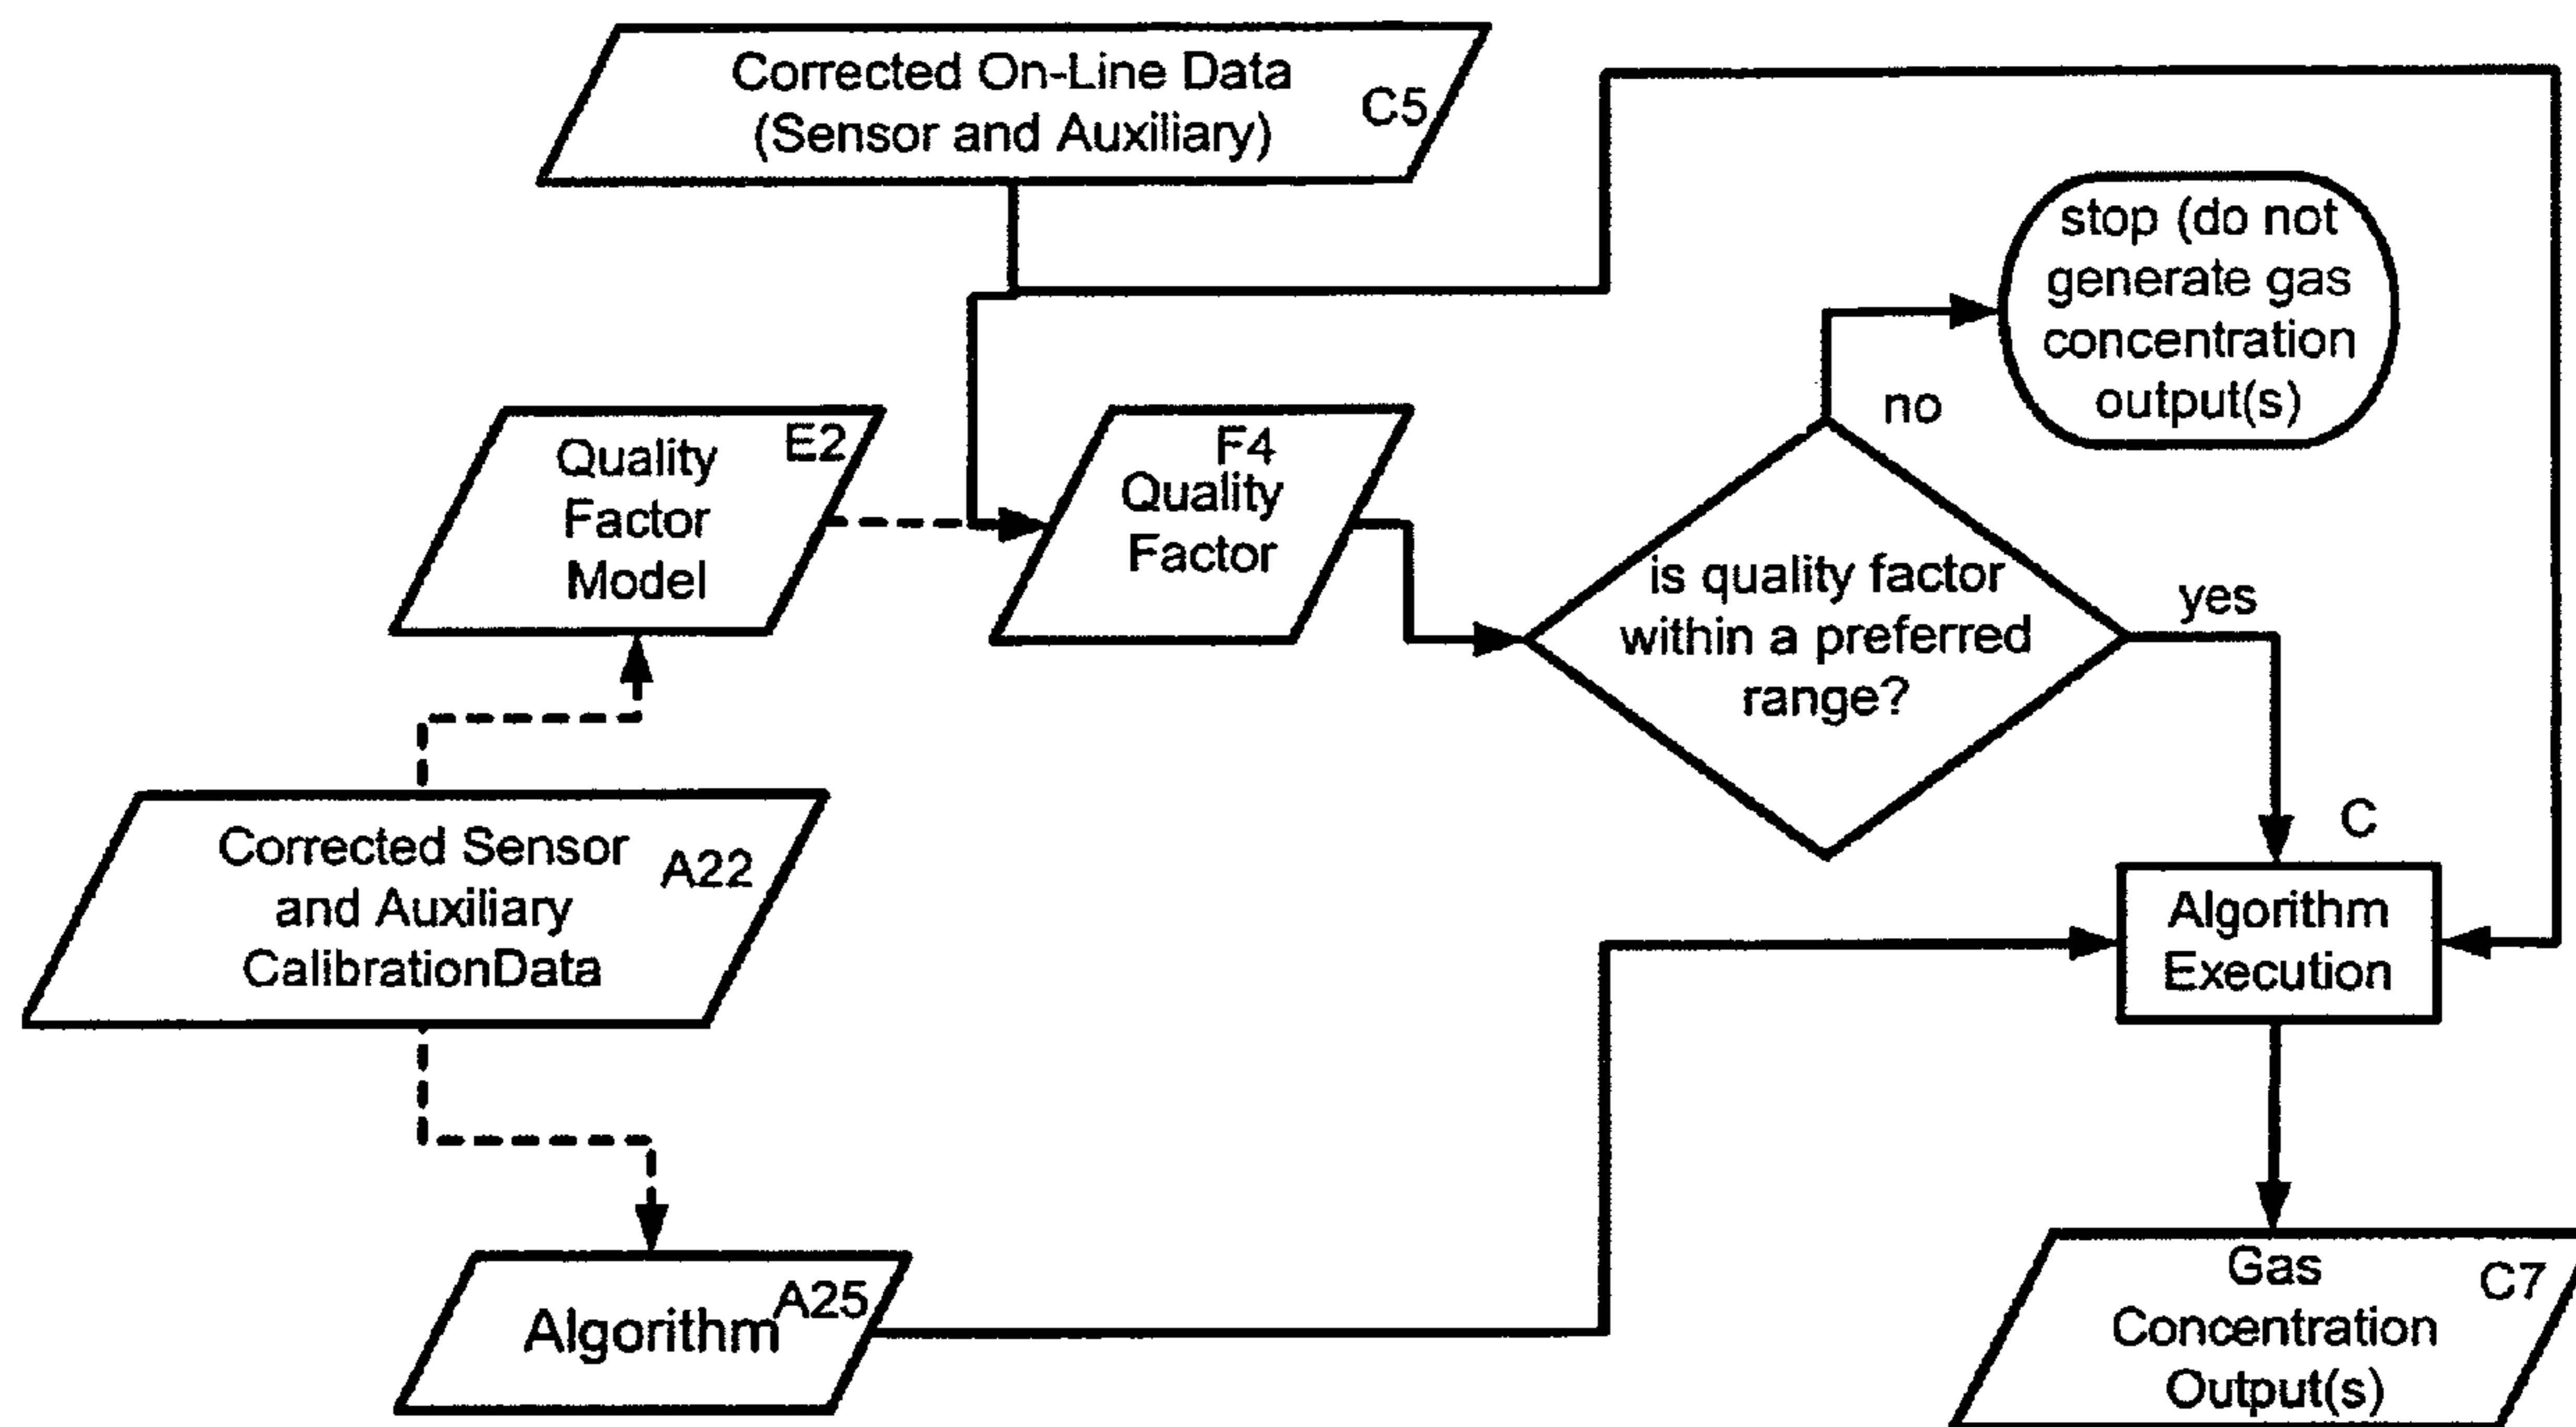 Corrected On-Line Data
(Sensor and Auxiliary)
C5
stop (do not
generate gas
concentration
output(s)
no
E2
Quality
Factor
Model
F4
Quality
Factor
is quality factor
within a preferred
range?
yes
C
Corrected Sensor
and Auxiliary
CalibrationData
A22
Algorithm
Execution
A25
Algorithm
Gas
Concentration
Output(s)
C7